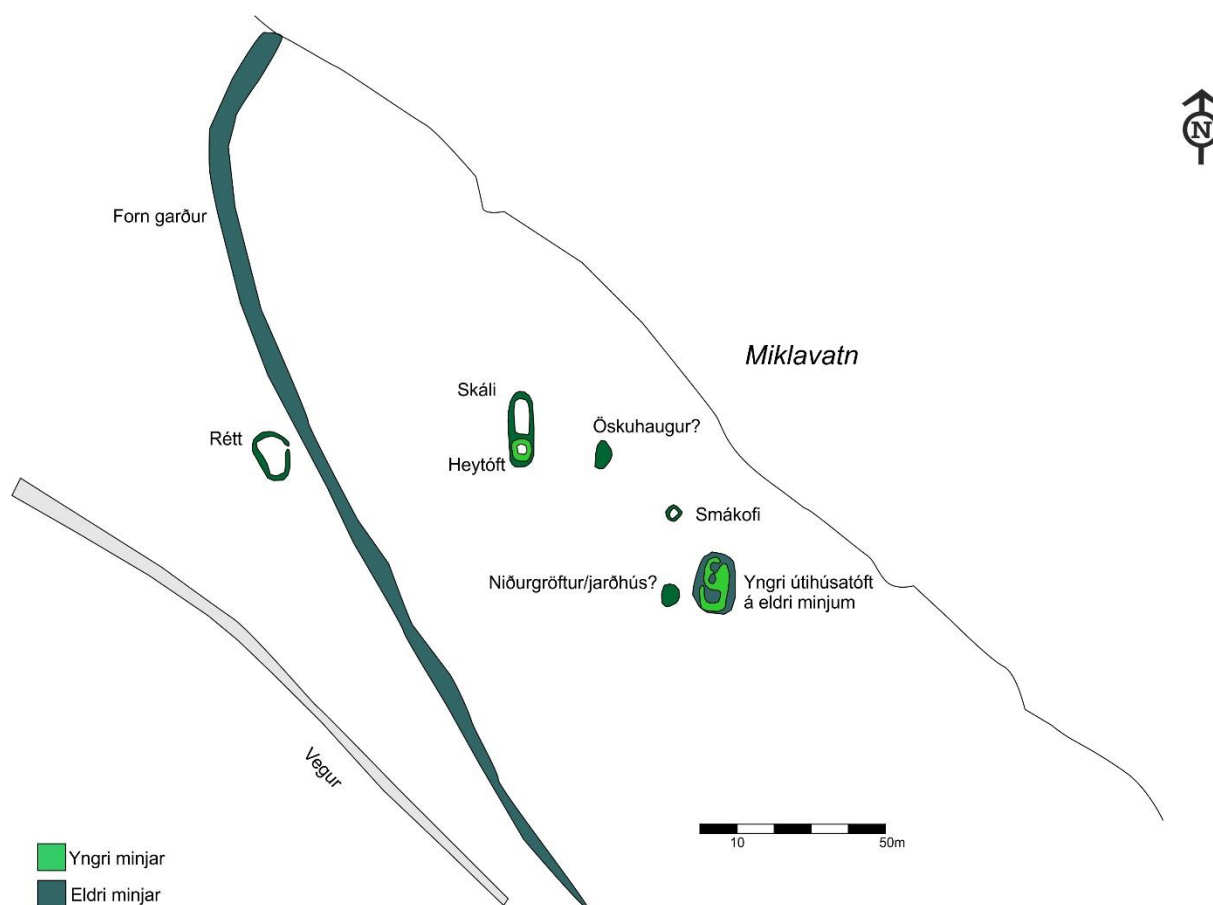 N
Forn garður
Miklavatn
Skáli
Öskuhaugur?
Rétt
Heytóft
Smákofi
Niðurgröftur/jarðhús?
Yngri útihúsatóft
á eldri minjum
Vegur
10
50m
Yngri minjar
Eldri minjar